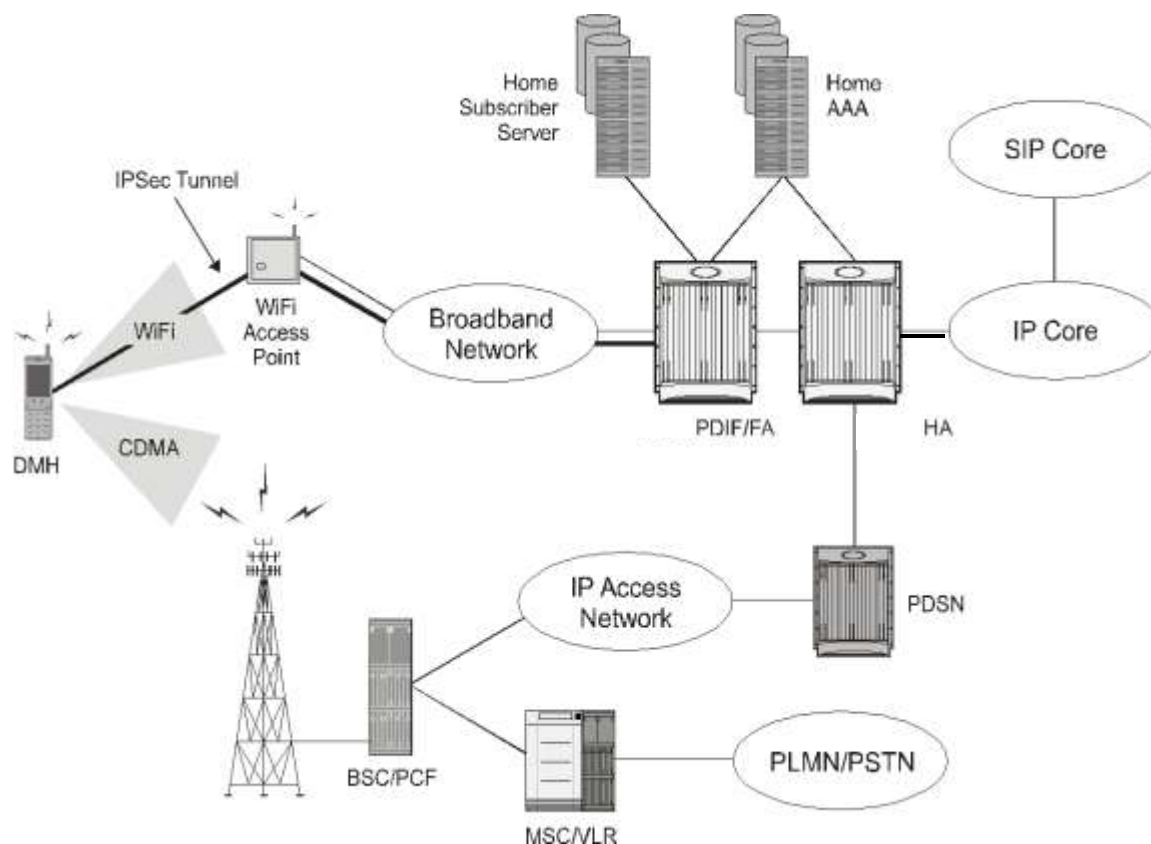 Home
Subscriber
Server
Home
AAA
SIP Core
IPSec Tunnel
WiFi
Access
Point
WiFi
Broadband
Network
IP Core
PDIF/FA
HA
DMH
CDMA
IP Access
Network
PDSN
BSC/PCF
PLMN/PSTN
MSC/VLR